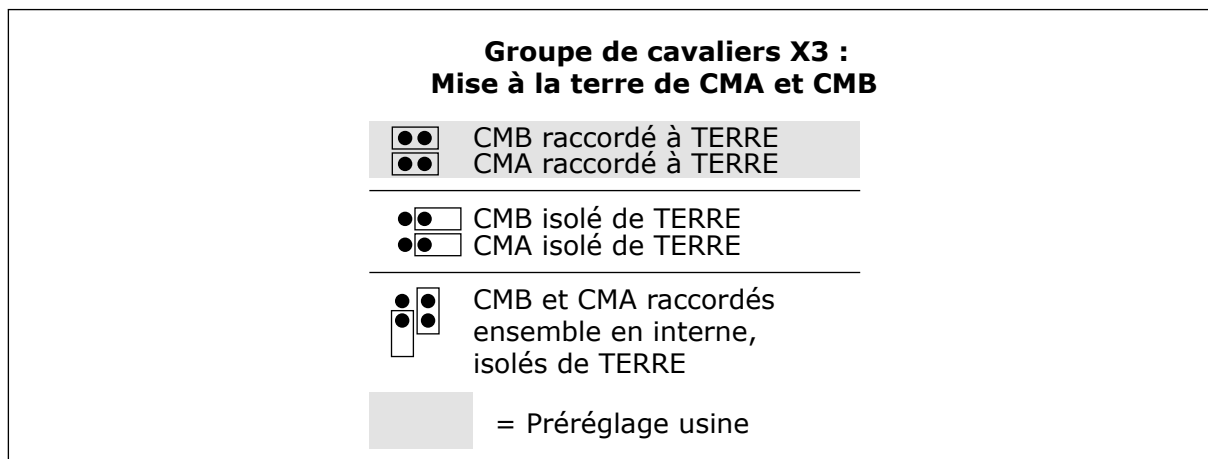 Groupe de cavaliers X3 :
Mise à la terre de CMA et CMB
CMB raccordé à TERRE
CMA raccordé à TERRE
CMB isolé de TERRE
CMA isolé de TERRE
CMB et CMA raccordés
ensemble en interne,
isolés de TERRE
= Préréglage usine